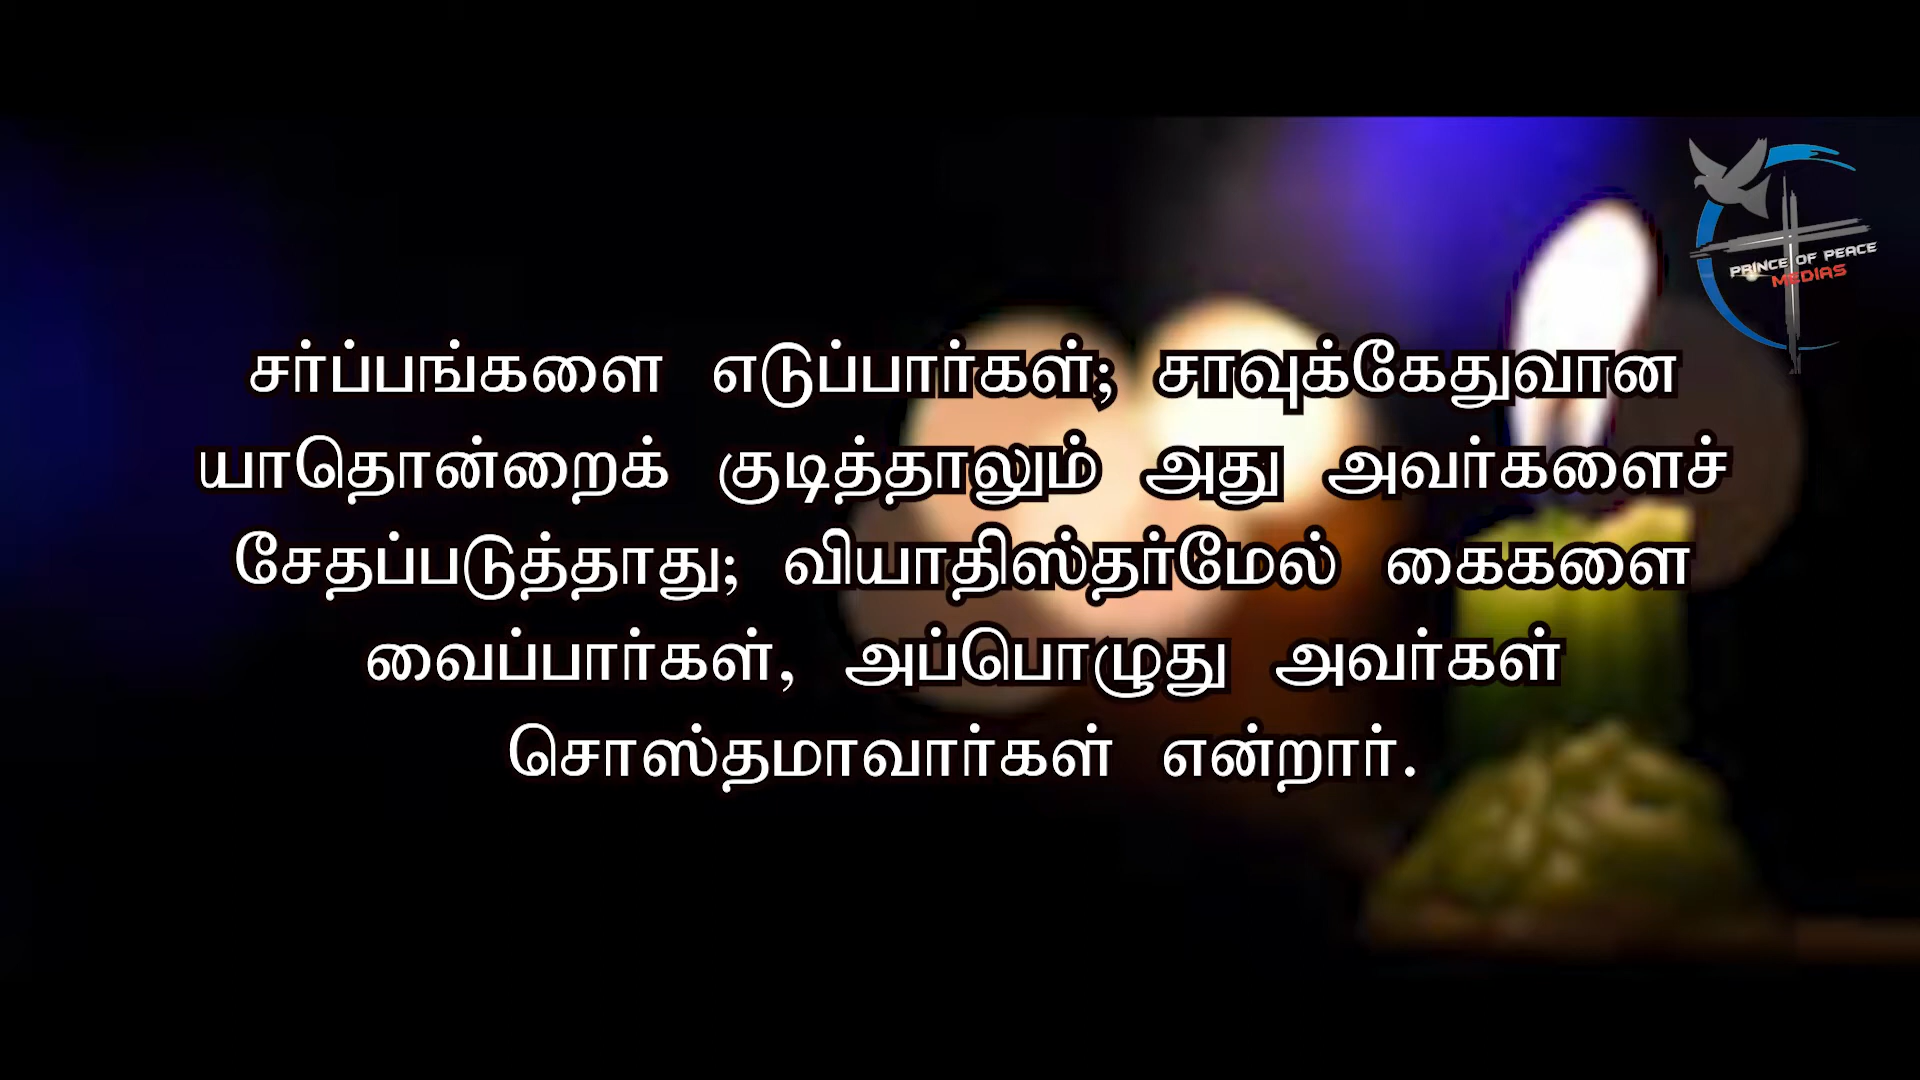 PRINCE OF PEACE
MEDIAS
சர்ப்பங்களை எடுப்பார்கள்; சாவுக்கேதுவான
யாதொன்றைக் குடித்தாலும் அது அவர்களைச்
சேதப்படுத்தாது; வியாதிஸ்தர்மேல் கைகளை
வைப்பார்கள், அப்பொழுது அவர்கள்
சொஸ்தமாவார்கள் என்றார்.